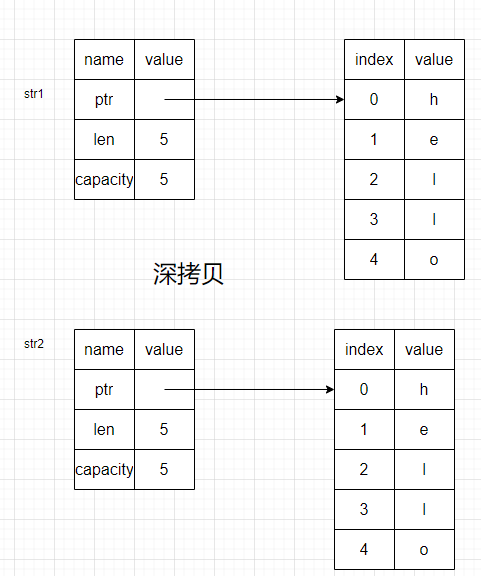 name value index value
str1 ptr 0 h
len 5 1 e
capacity 5 2 l
3 l
4 o
深拷贝
str2 name value index value
ptr 0 h
len 5 1 e
capacity 5 2 l
3 l
4 o